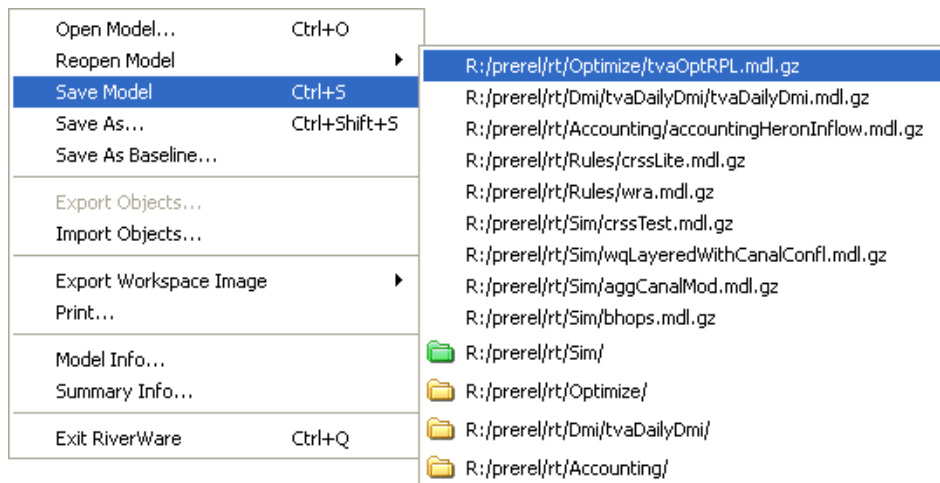 Open Model... Ctrl+O
Reopen Model
Save Model Ctrl+S
Save As... Ctrl+Shift+S
Save As Baseline...
Export Objects...
Import Objects...
Export Workspace Image
Print...
Model Info...
Summary Info...
Exit RiverWare Ctrl+Q
R:/prerel/rt/Optimize/tvaOptRPL.mdl.gz
R:/prerel/rt/Dmi/tvaDailyDmi/tvaDailyDmi.mdl.gz
R:/prerel/rt/Accounting/accountingHeronInflow.mdl.gz
R:/prerel/rt/Rules/crssLite.mdl.gz
R:/prerel/rt/Rules/wra.mdl.gz
R:/prerel/rt/Sim/crssTest.mdl.gz
R:/prerel/rt/Sim/wqLayeredWithCanalConfl.mdl.gz
R:/prerel/rt/Sim/aggCanalMod.mdl.gz
R:/prerel/rt/Sim/bhops.mdl.gz
R:/prerel/rt/Sim/
R:/prerel/rt/Optimize/
R:/prerel/rt/Dmi/tvaDailyDmi/
R:/prerel/rt/Accounting/